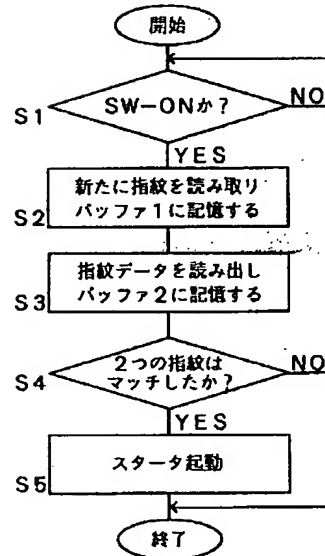 開始
SW-ONか?
NO
S1
YES
新たに指紋を読み取り
バッファ1に記憶する
S2
指紋データを読み出し
バッファ2に記憶する
S3
2つの指紋は
マッチしたか?
NO
S4
YES
スタータ起動
S5
終了